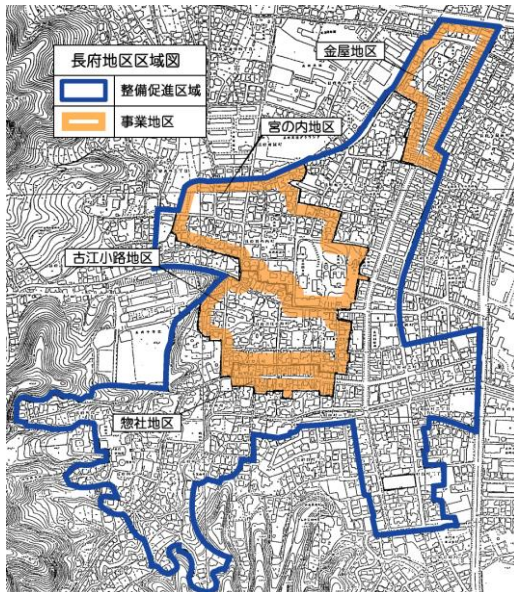 長府地区区域図
整備促進区域
事業地区
金屋地区
宮の内地区
古江小路地区
惣社地区